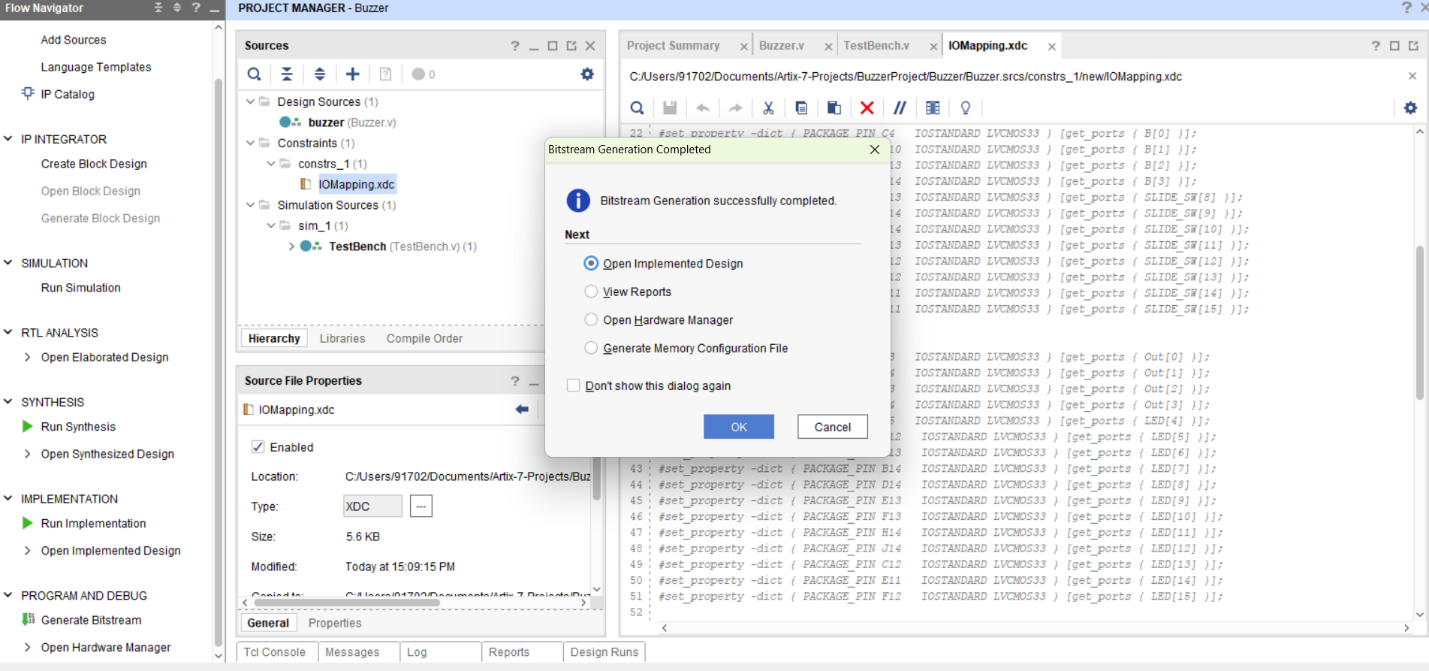 Flow Navigator
?
Add Sources
Language Templates
IP Catalog
IP INTEGRATOR
Create Block Design
Open Block Design
Generate Block Design
SIMULATION
Run Simulation
RTL ANALYSIS
Open Elaborated Design
SYNTHESIS
Run Synthesis
Open Synthesized Design
IMPLEMENTATION
Run Implementation
Open Implemented Design
PROGRAM AND DEBUG
Generate Bitstream
Open Hardware Manager
PROJECT MANAGER - Buzzer
Sources
0
Design Sources (1)
buzzer (Buzzer.v)
Constraints (1)
constrs_1 (1)
IOMapping.xdc
Simulation Sources (1)
sim_1 (1)
TestBench (TestBench.v) (1)
Hierarchy Libraries Compile Order
Source File Properties
IOMapping.xdc
Enabled
Location: C:/Users/91702/Documents/Artix-7-Projects/Buz
Type: XDC ...
Size: 5.6 KB
Modified: Today at 15:09:15 PM
General Properties
Tcl Console Messages Log Reports Design Runs
Project Summary Buzzer.v TestBench.v IOMapping.xdc
C:/Users/91702/Documents/Artix-7-Projects/BuzzerProject/Buzzer/Buzzer.srcs/constrs_1/new/IOMapping.xdc
22 #set_property -dict { PACKAGE_PIN C4 IOSTANDARD LVCMOS33 } [get_ports { B[0] }];
10 IOSTANDARD LVCMOS33 } [get_ports { B[1] }];
13 IOSTANDARD LVCMOS33 } [get_ports { B[2] }];
14 IOSTANDARD LVCMOS33 } [get_ports { B[3] }];
13 IOSTANDARD LVCMOS33 } [get_ports { SLIDE_SW[8] }];
14 IOSTANDARD LVCMOS33 } [get_ports { SLIDE_SW[9] }];
14 IOSTANDARD LVCMOS33 } [get_ports { SLIDE_SW[10] }];
13 IOSTANDARD LVCMOS33 } [get_ports { SLIDE_SW[11] }];
12 IOSTANDARD LVCMOS33 } [get_ports { SLIDE_SW[12] }];
12 IOSTANDARD LVCMOS33 } [get_ports { SLIDE_SW[13] }];
11 IOSTANDARD LVCMOS33 } [get_ports { SLIDE_SW[14] }];
11 IOSTANDARD LVCMOS33 } [get_ports { SLIDE_SW[15] }];
IOSTANDARD LVCMOS33 } [get_ports { Out[0] }];
IOSTANDARD LVCMOS33 } [get_ports { Out[1] }];
IOSTANDARD LVCMOS33 } [get_ports { Out[2] }];
IOSTANDARD LVCMOS33 } [get_ports { Out[3] }];
IOSTANDARD LVCMOS33 } [get_ports { LED[4] }];
12 IOSTANDARD LVCMOS33 } [get_ports { LED[5] }];
13 IOSTANDARD LVCMOS33 } [get_ports { LED[6] }];
43 #set_property -dict { PACKAGE_PIN B14 IOSTANDARD LVCMOS33 } [get_ports { LED[7] }];
44 #set_property -dict { PACKAGE_PIN D14 IOSTANDARD LVCMOS33 } [get_ports { LED[8] }];
45 #set_property -dict { PACKAGE_PIN E13 IOSTANDARD LVCMOS33 } [get_ports { LED[9] }];
46 #set_property -dict { PACKAGE_PIN F13 IOSTANDARD LVCMOS33 } [get_ports { LED[10] }];
47 #set_property -dict { PACKAGE_PIN H14 IOSTANDARD LVCMOS33 } [get_ports { LED[11] }];
48 #set_property -dict { PACKAGE_PIN J14 IOSTANDARD LVCMOS33 } [get_ports { LED[12] }];
49 #set_property -dict { PACKAGE_PIN C12 IOSTANDARD LVCMOS33 } [get_ports { LED[13] }];
50 #set_property -dict { PACKAGE_PIN E11 IOSTANDARD LVCMOS33 } [get_ports { LED[14] }];
51 #set_property -dict { PACKAGE_PIN F12 IOSTANDARD LVCMOS33 } [get_ports { LED[15] }];
52
Bitstream Generation Completed
Bitstream Generation successfully completed.
Next
Open Implemented Design
View Reports
Open Hardware Manager
Generate Memory Configuration File
Don't show this dialog again
OK Cancel